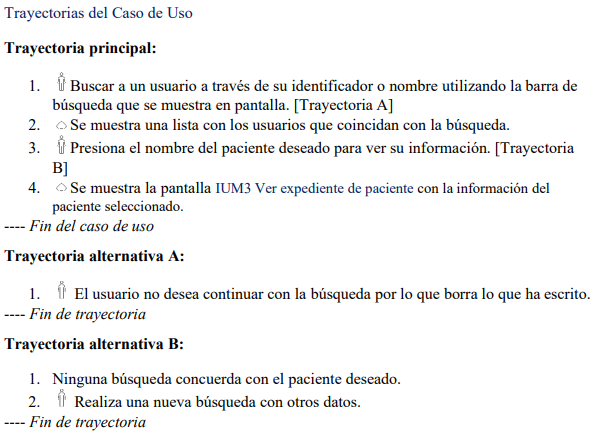 Trayectorias del Caso de Uso
Trayectoria principal:
1. Buscar a un usuario a través de su identificador o nombre utilizando la barra de
búsqueda que se muestra en pantalla. [Trayectoria A]
2. Se muestra una lista con los usuarios que coincidan con la búsqueda.
3. Presiona el nombre del paciente deseado para ver su información. [Trayectoria
B]
4. Se muestra la pantalla IUM3 Ver expediente de paciente con la información del
paciente seleccionado.
---- Fin del caso de uso
Trayectoria alternativa A:
1. El usuario no desea continuar con la búsqueda por lo que borra lo que ha escrito.
---- Fin de trayectoria
Trayectoria alternativa B:
1. Ninguna búsqueda concuerda con el paciente deseado.
2. Realiza una nueva búsqueda con otros datos.
---- Fin de trayectoria